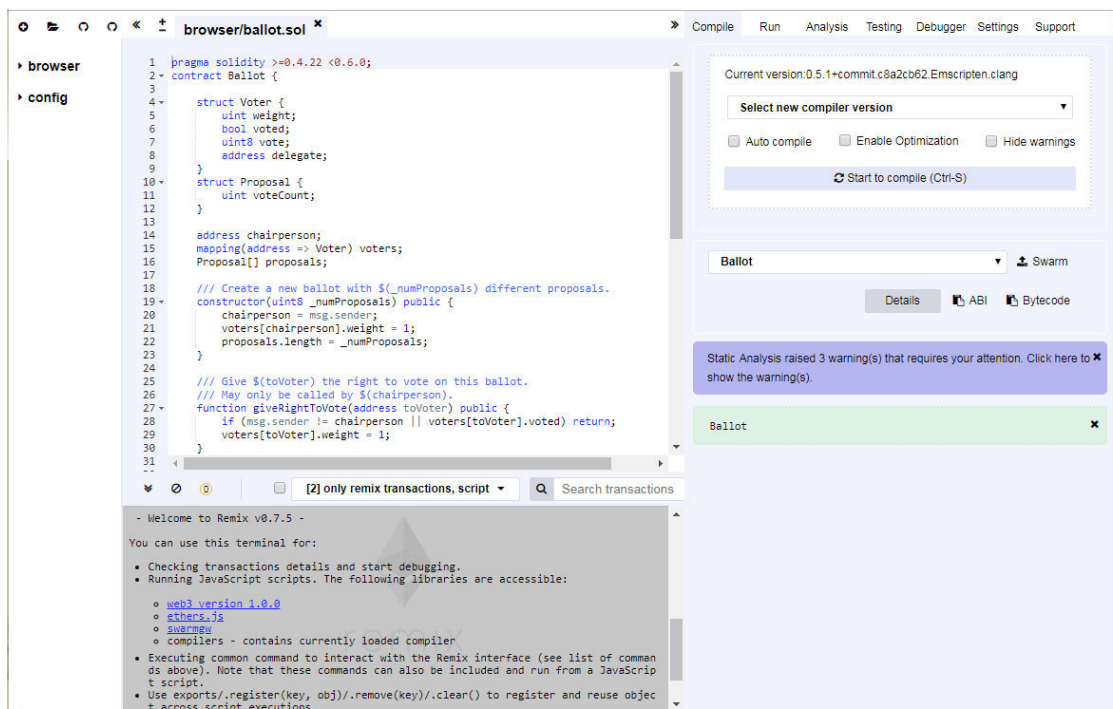 browser/ballot.sol
browser
config
1 pragma solidity >=0.4.22 <0.6.0;
2 contract Ballot {
3
4 struct Voter {
5 uint weight;
6 bool voted;
7 uint8 vote;
8 address delegate;
9 }
10 struct Proposal {
11 uint voteCount;
12 }
13
14 address chairperson;
15 mapping(address => Voter) voters;
16 Proposal[] proposals;
17
18 /// Create a new ballot with $(_numProposals) different proposals.
19 constructor(uint8 _numProposals) public {
20 chairperson = msg.sender;
21 voters[chairperson].weight = 1;
22 proposals.length = _numProposals;
23 }
24
25 /// Give $(toVoter) the right to vote on this ballot.
26 /// May only be called by $(chairperson).
27 function giveRightToVote(address toVoter) public {
28 if (msg.sender != chairperson || voters[toVoter].voted) return;
29 voters[toVoter].weight = 1;
30 }
31
0 [2] only remix transactions, script Search transactions
- Welcome to Remix v0.7.5 -
You can use this terminal for:
• Checking transactions details and start debugging.
• Running JavaScript scripts. The following libraries are accessible:
web3 version 1.0.0
ethers.js
swarmgw
compilers - contains currently loaded compiler
remix
• Executing common command to interact with the Remix interface (see list of comman
ds above). Note that these commands can also be included and run from a JavaScrip
t script.
• Use exports/.register(key, obj)/.remove(key)/.clear() to register and reuse objec
t across script executions.
Compile Run Analysis Testing Debugger Settings Support
Current version:0.5.1+commit.c8a2cb62.Emscripten.clang
Select new compiler version
Auto compile Enable Optimization Hide warnings
Start to compile (Ctrl-S)
Ballot Swarm
Details ABI Bytecode
Static Analysis raised 3 warning(s) that requires your attention. Click here to
show the warning(s).
Ballot